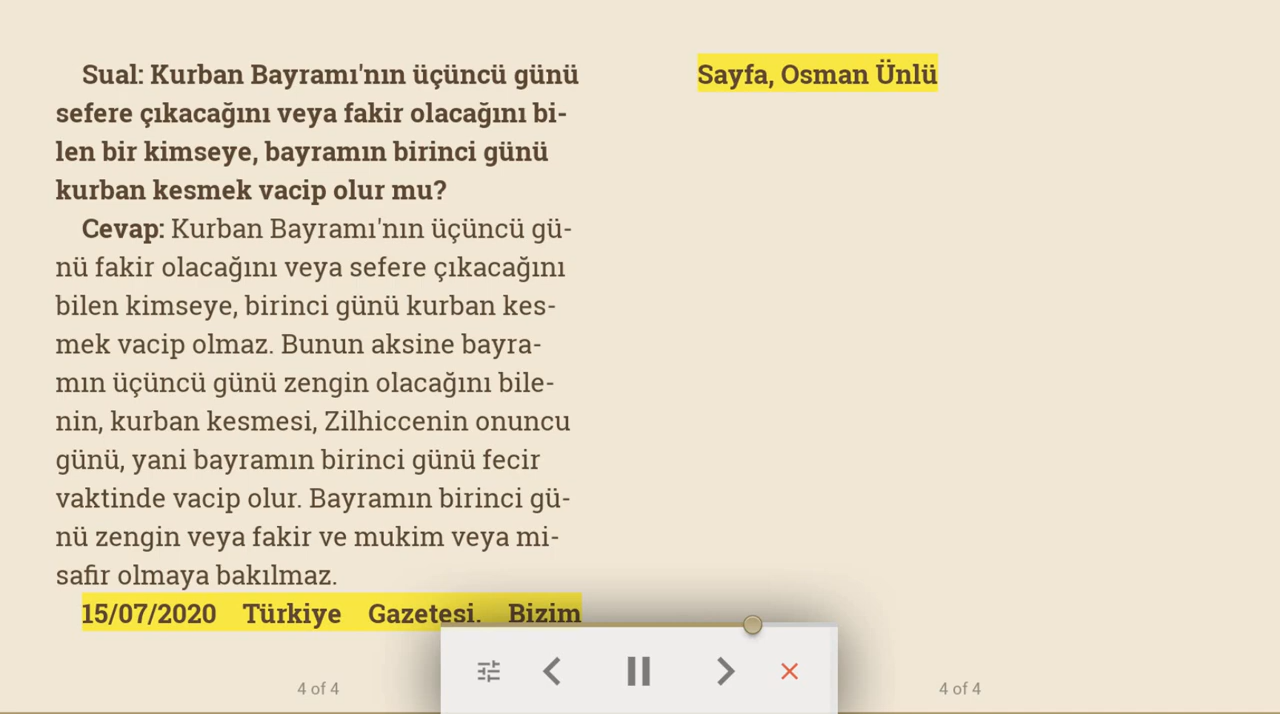 Sual: Kurban Bayramı'nın üçüncü günü
sefere çıkacağını veya fakir olacağını bi-
len bir kimseye, bayramın birinci günü
kurban kesmek vacip olur mu?
Cevap: Kurban Bayramı'nın üçüncü gü-
nü fakir olacağını veya sefere çıkacağını
bilen kimseye, birinci günü kurban kes-
mek vacip olmaz. Bunun aksine bayra-
mın üçüncü günü zengin olacağını bile-
nin, kurban kesmesi, Zilhiccenin onuncu
günü, yani bayramın birinci günü fecir
vaktinde vacip olur. Bayramın birinci gü-
nü zengin veya fakir ve mukim veya mi-
safir olmaya bakılmaz.
15/07/2020 Türkiye Gazetesi, Bizim
4 of 4
Sayfa, Osman Ünlü
4 of 4